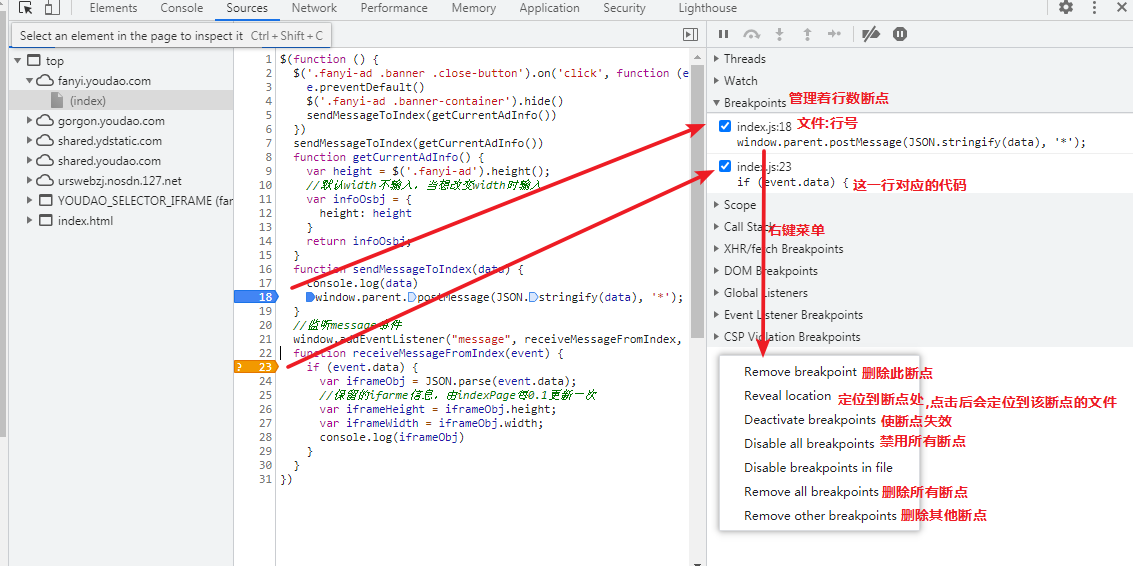 Elements Console Sources Network Performance Memory Application Security Lighthouse
Select an element in the page to inspect it Ctrl + Shift + C
top
fanyi.youdao.com
(index)
gorgon.youdao.com
shared.ydstatic.com
shared.youdao.com
urswebzj.nosdn.127.net
YOUDAO_SELECTOR_IFRAME (far
index.html
1 $(function () {
2 $('.fanyi-ad .banner .close-button').on('click', function (e
3 e.preventDefault()
4 $('.fanyi-ad .banner-container').hide()
5 sendMessageToIndex(getCurrentAdInfo())
6 })
7 sendMessageToIndex(getCurrentAdInfo())
8 function getCurrentAdInfo() {
9 var height = $('.fanyi-ad').height();
10 //默认width不输入，当想改变width时输入
11 var infoOsbj = {
12 height: height
13 }
14 return infoOsbj;
15 }
16 function sendMessageToIndex(data) {
17 console.log(data)
18 window.parent.postMessage(JSON.stringify(data), '*');
19 }
20 //监听message事件
21 window.addEventListener("message", receiveMessageFromIndex,
22 function receiveMessageFromIndex(event) {
? 23 if (event.data) {
24 var iframeObj = JSON.parse(event.data);
25 //保留的ifarme信息，由indexPage每0.1更新一次
26 var iframeHeight = iframeObj.height;
27 var iframeWidth = iframeObj.width;
28 console.log(iframeObj)
29 }
30 }
31 })
Threads
Watch
Breakpoints 管理着行数断点
index.js:18 文件:行号
window.parent.postMessage(JSON.stringify(data), '*');
index.js:23
if (event.data) { 这一行对应的代码
Scope
Call Stack 右键菜单
XHR/fetch Breakpoints
DOM Breakpoints
Global Listeners
Event Listener Breakpoints
CSP Violation Breakpoints
Remove breakpoint 删除此断点
Reveal location 定位到断点处,点击后会定位到该断点的文件
Deactivate breakpoints 使断点失效
Disable all breakpoints 禁用所有断点
Disable breakpoints in file
Remove all breakpoints 删除所有断点
Remove other breakpoints 删除其他断点